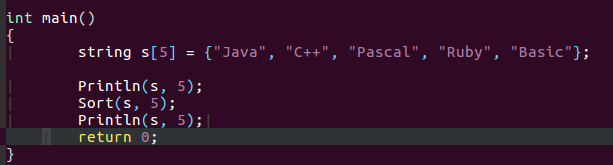 int main()
{
        string s[5] = {"Java", "C++", "Pascal", "Ruby", "Basic"};

        Println(s, 5);
        Sort(s, 5);
        Println(s, 5);
        return 0;
}